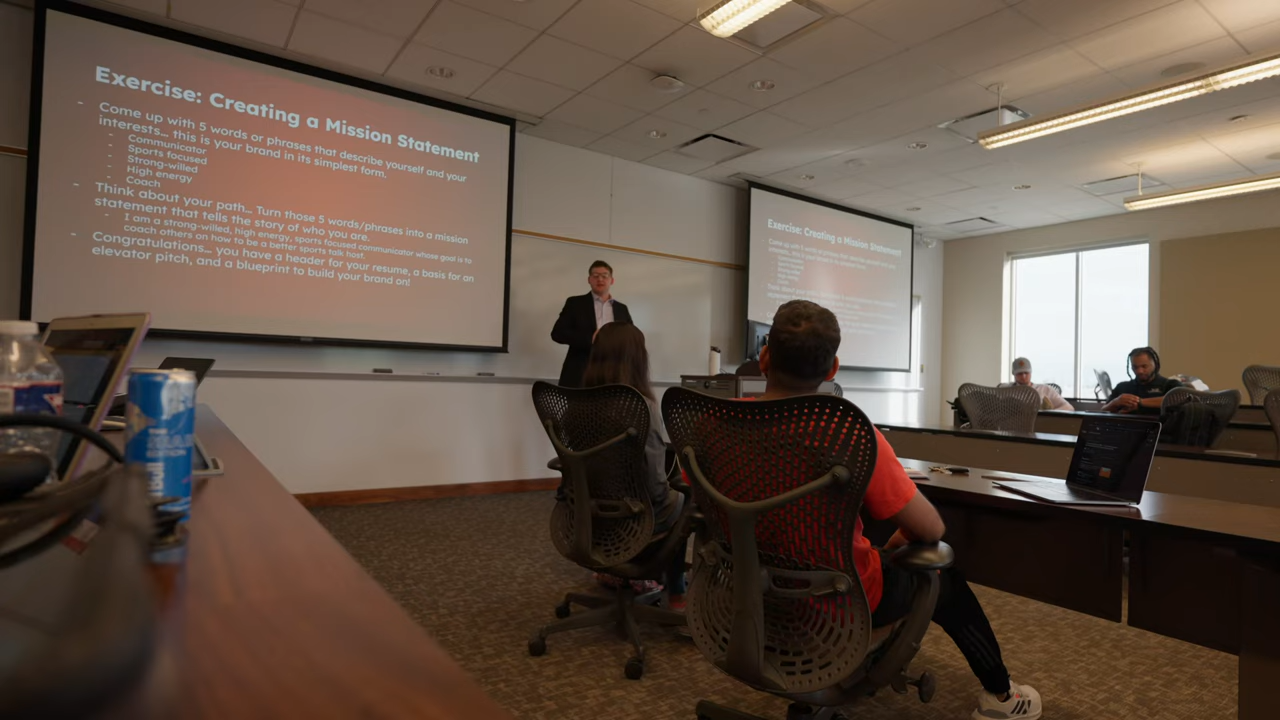 Exercise: Creating a Mission Statement
- Come up with 5 words or phrases that describe yourself and your
interests... this is your brand in its simplest form.
- Communicator
- Sports focused
- Strong-willed
- High energy
- Coach
- Think about your path... Turn those 5 words/phrases into a mission
statement that tells the story of who you are.
- I am a strong-willed, high energy, sports focused communicator whose goal is to
coach others on how to be a better sports talk host.
- Congratulations... you have a header for your resume, a basis for an
elevator pitch, and a blueprint to build your brand on!
Exercise: Creating a Mission Statement
EDITION